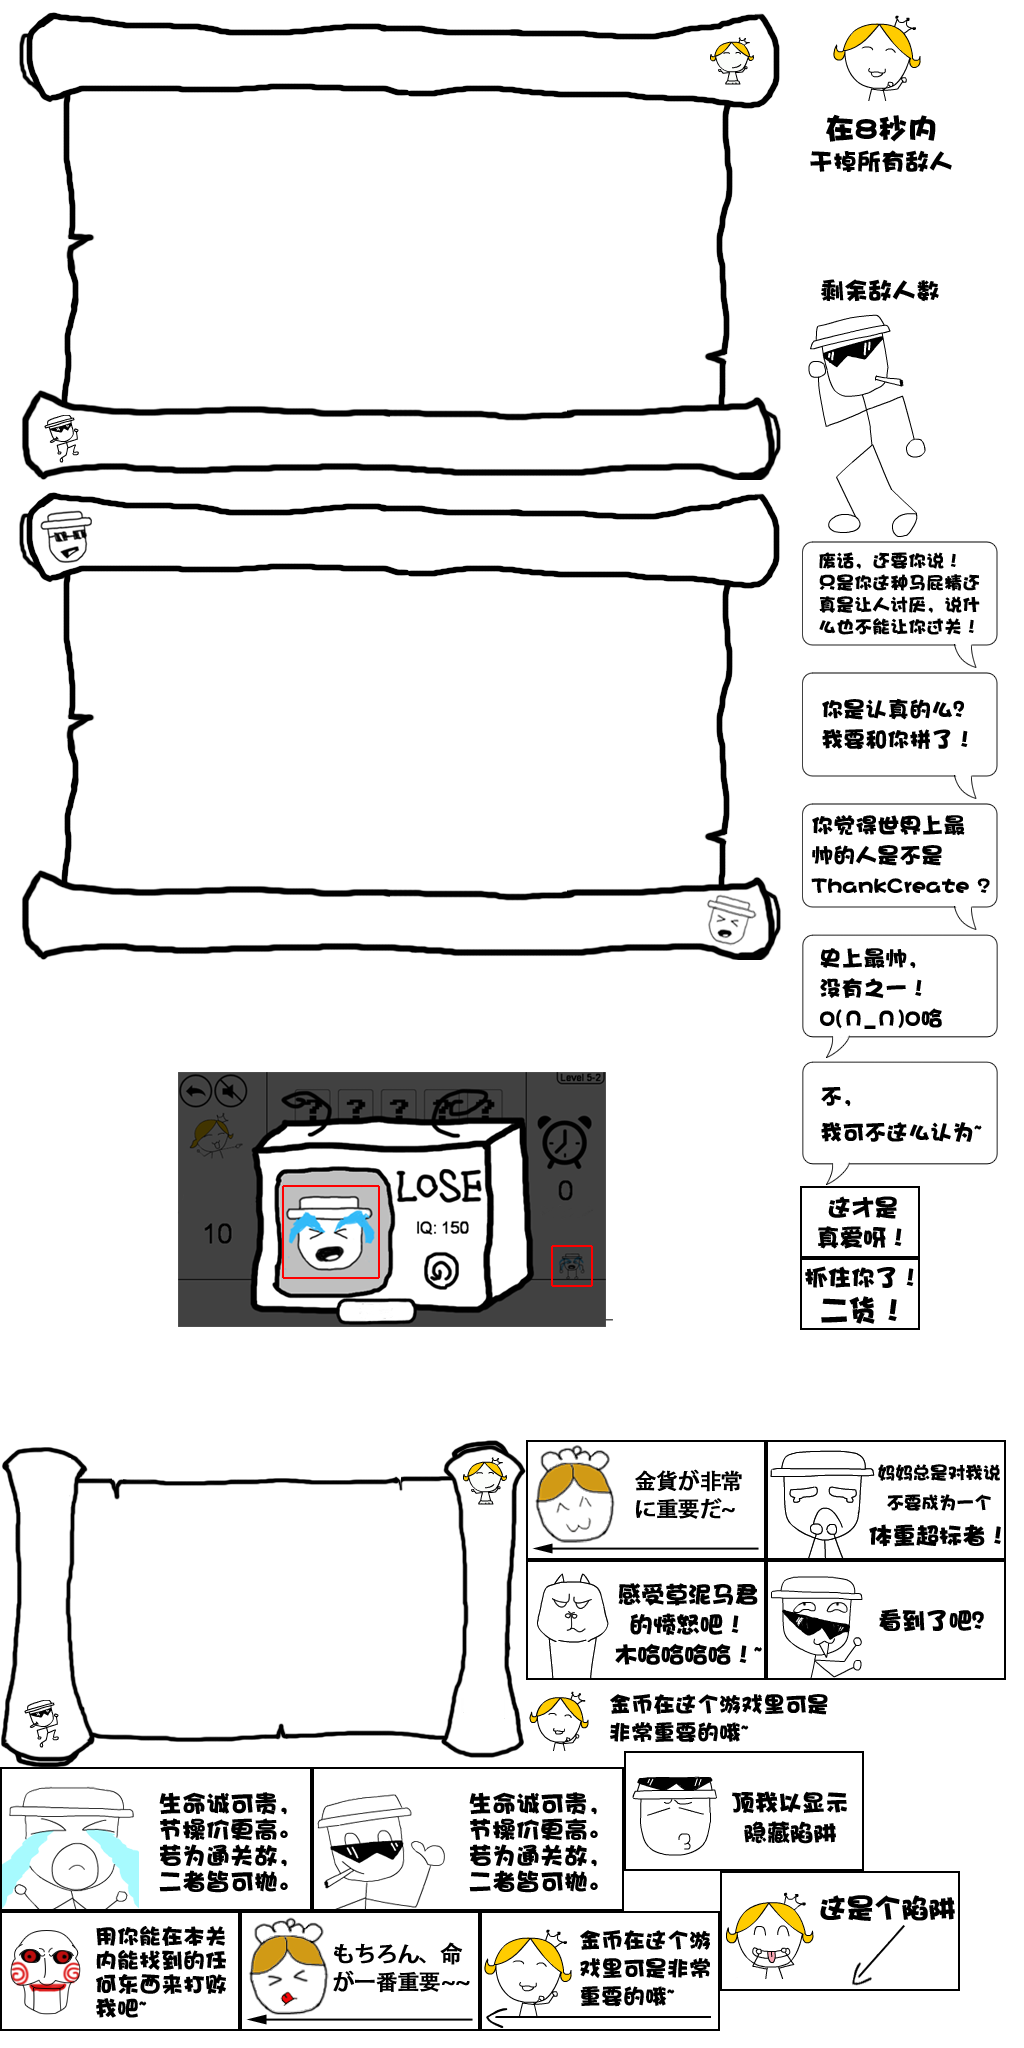 在8秒内
干掉所有敌人
剩余敌人数
废话，还要你说！
只是你这种马屁精还
真是让人讨厌，说什
么也不能让你过关！
你是认真的么？
我要和你拼了！
你觉得世界上最
帅的人是不是
ThankCreate ?
史上最帅，
没有之一！
O(∩_∩)O哈
不，
我可不这么认为~
这才是
真爱呀！
抓住你了！
二货！
Level 5-2
? ? ? ? ?
LOSE
IQ: 150
10
0
金貨が非常
に重要だ~
妈妈总是对我说
不要成为一个
体重超标者！
感受草泥马君
的愤怒吧！
木哈哈哈哈！~
看到了吧？
金币在这个游戏里可是
非常重要的哦~
生命诚可贵，
节操价更高。
若为通关故，
二者皆可抛。
生命诚可贵，
节操价更高。
若为通关故，
二者皆可抛。
顶我以显示
隐藏陷阱
这是个陷阱
用你能在本关
内能找到的任
何东西来打败
我吧~
もちろん、命
が一番重要~~
金币在这个游
戏里可是非常
重要的哦~